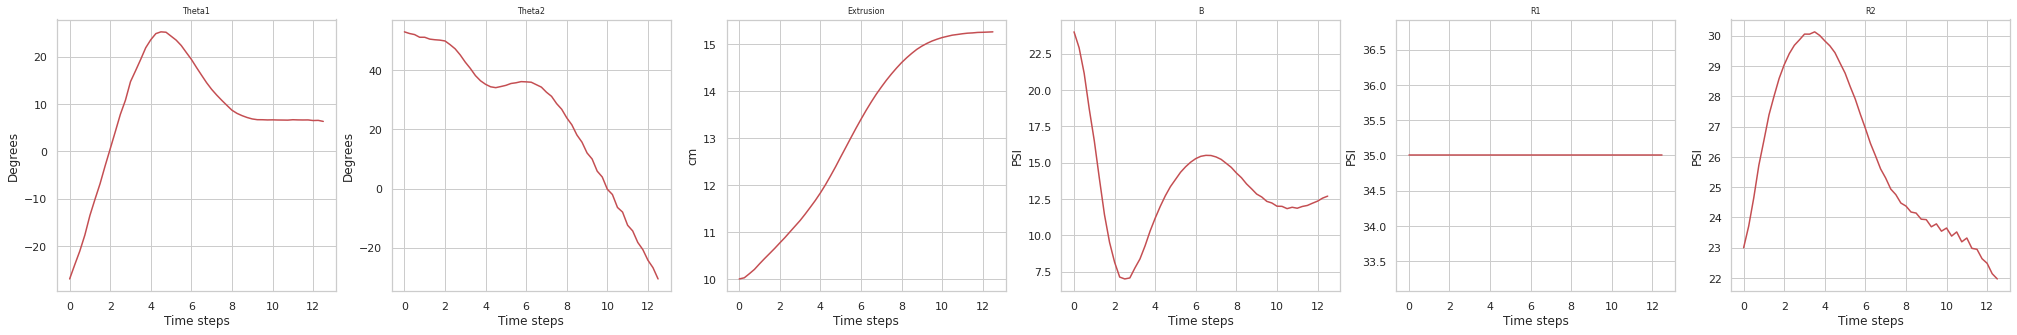 Theta1
Degrees
20
10
0
−10
−20
0 2 4 6 8 10 12
Time steps
Theta2
Degrees
40
20
0
−20
0 2 4 6 8 10 12
Time steps
Extrusion
cm
15
14
13
12
11
10
0 2 4 6 8 10 12
Time steps
B
PSI
22.5
20.0
17.5
15.0
12.5
10.0
7.5
0 2 4 6 8 10 12
Time steps
R1
PSI
36.5
36.0
35.5
35.0
34.5
34.0
33.5
0 2 4 6 8 10 12
Time steps
R2
PSI
30
29
28
27
26
25
24
23
22
0 2 4 6 8 10 12
Time steps